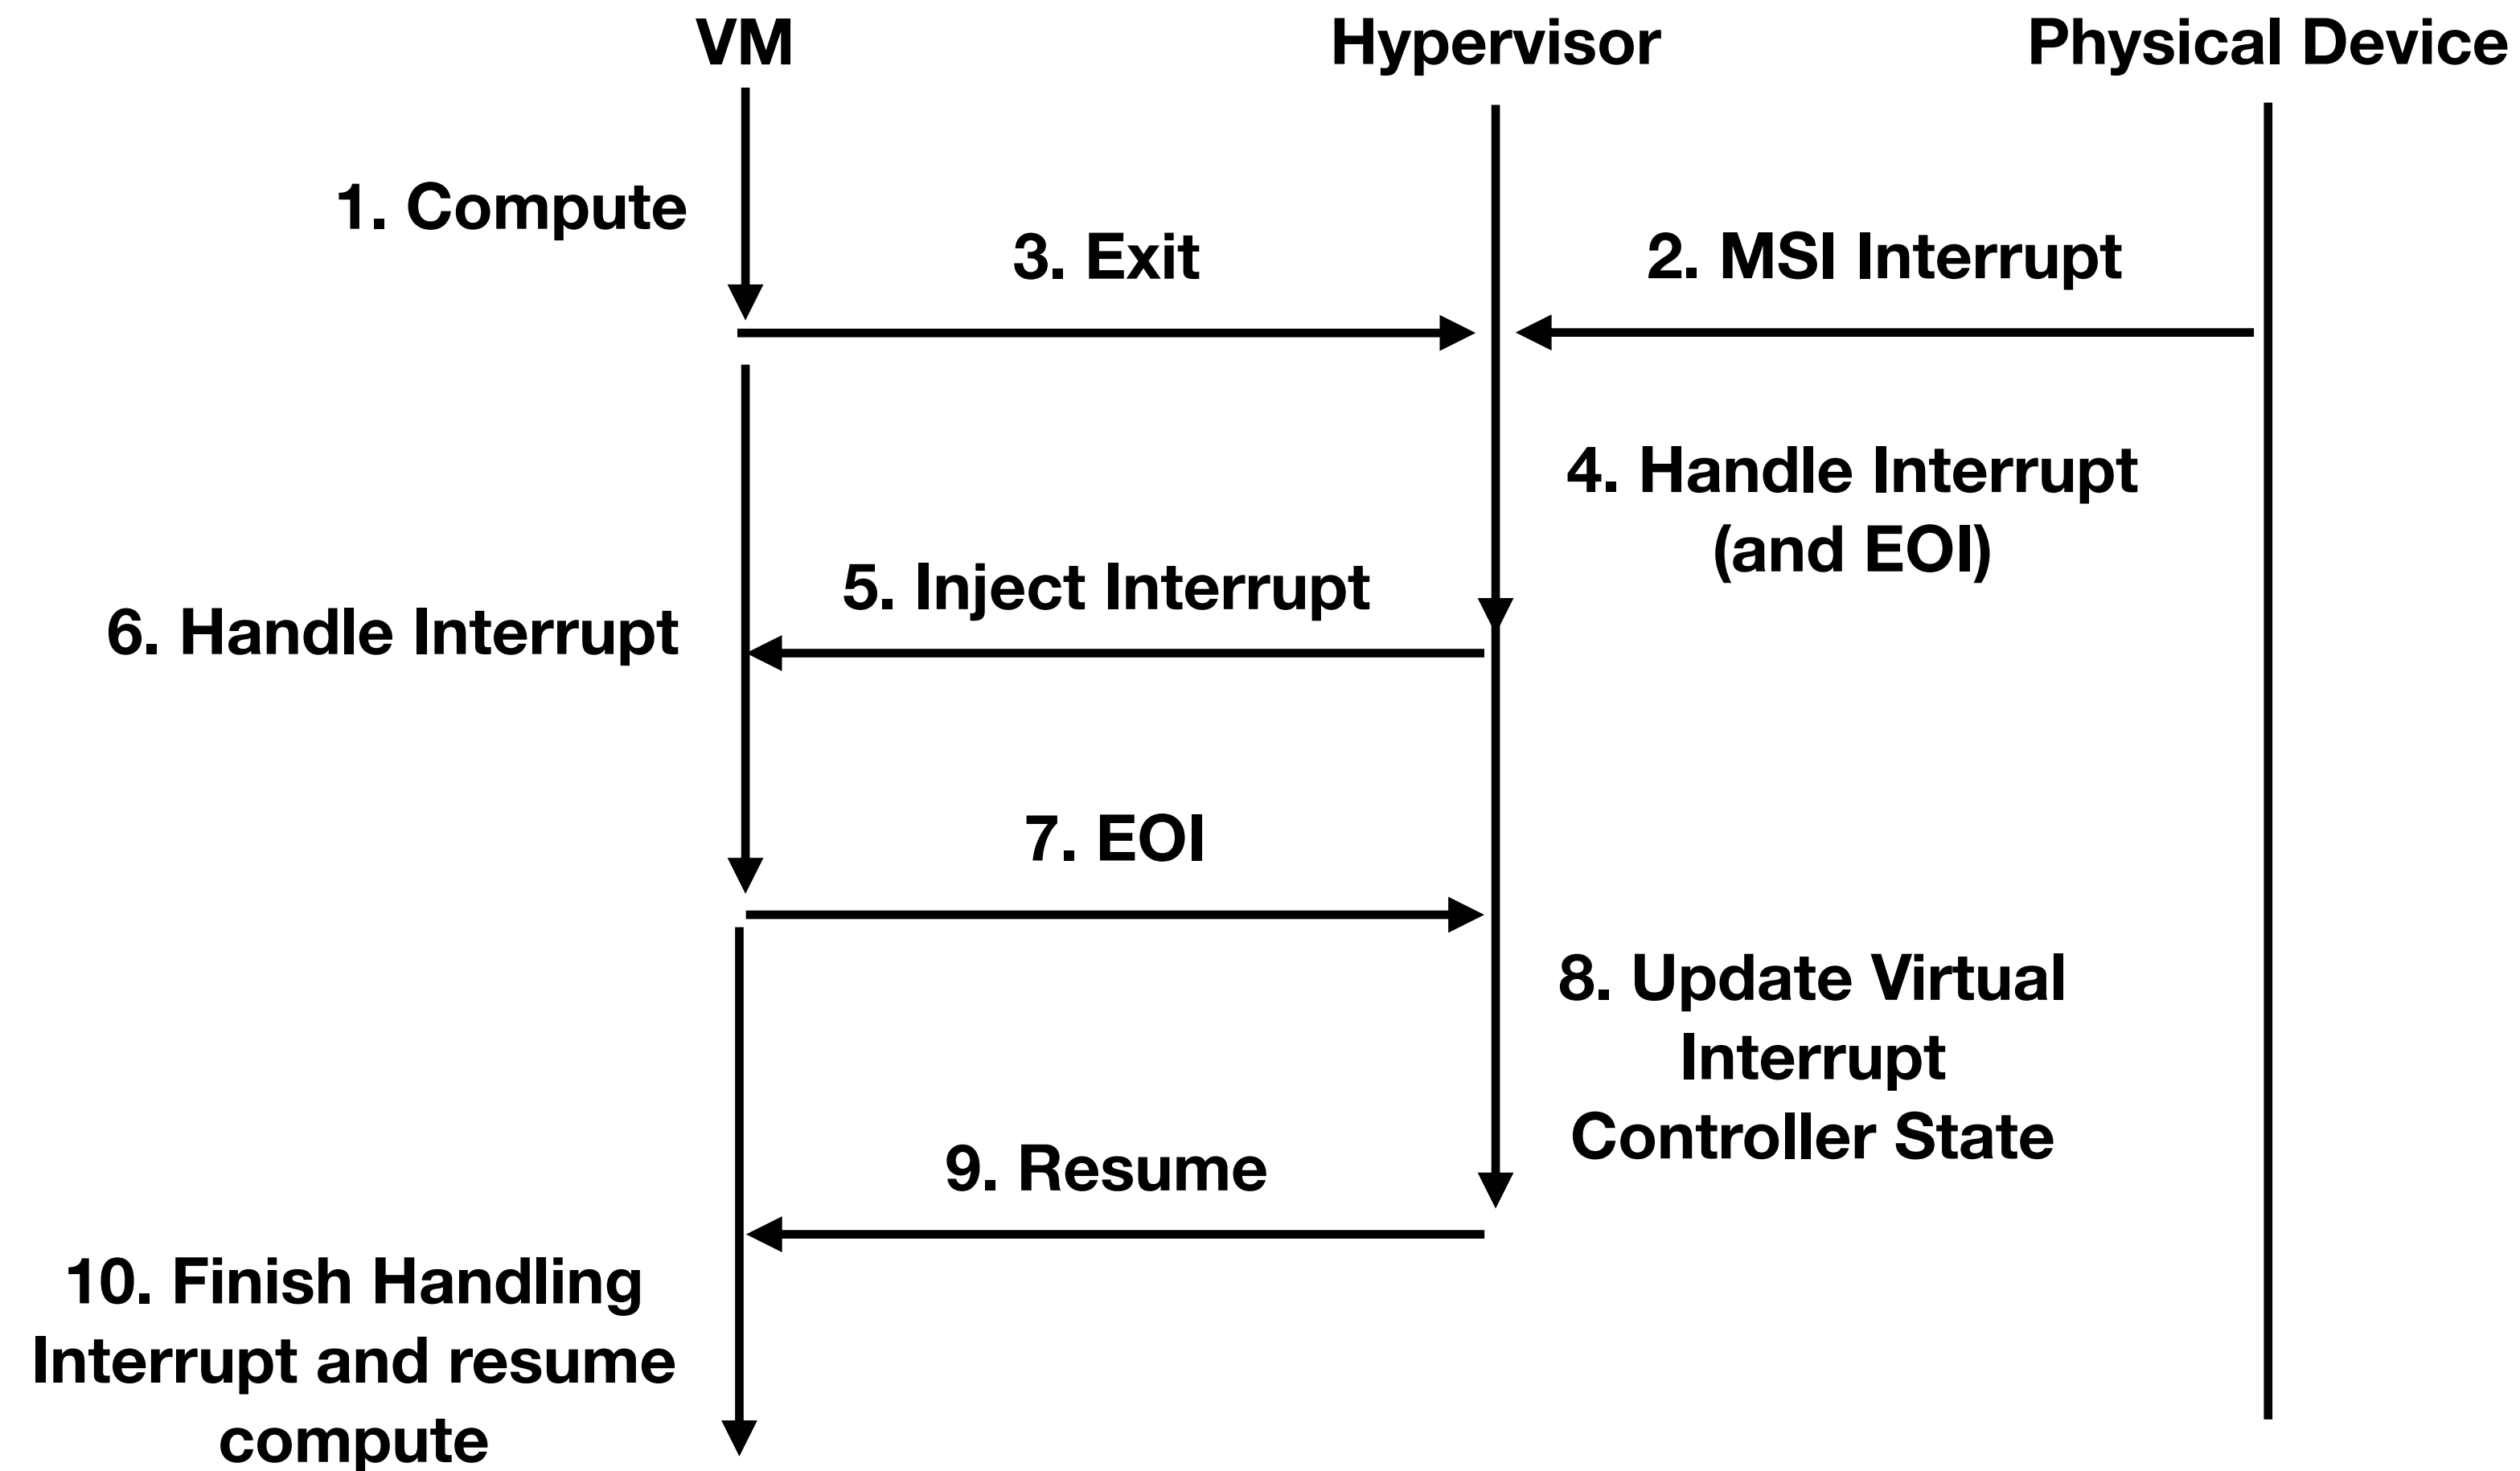 VM
Hypervisor
Physical Device
1. Compute
3. Exit
2. MSI Interrupt
4. Handle Interrupt
(and EOI)
5. Inject Interrupt
6. Handle Interrupt
7. EOI
8. Update Virtual
Interrupt
Controller State
9. Resume
10. Finish Handling
Interrupt and resume
compute